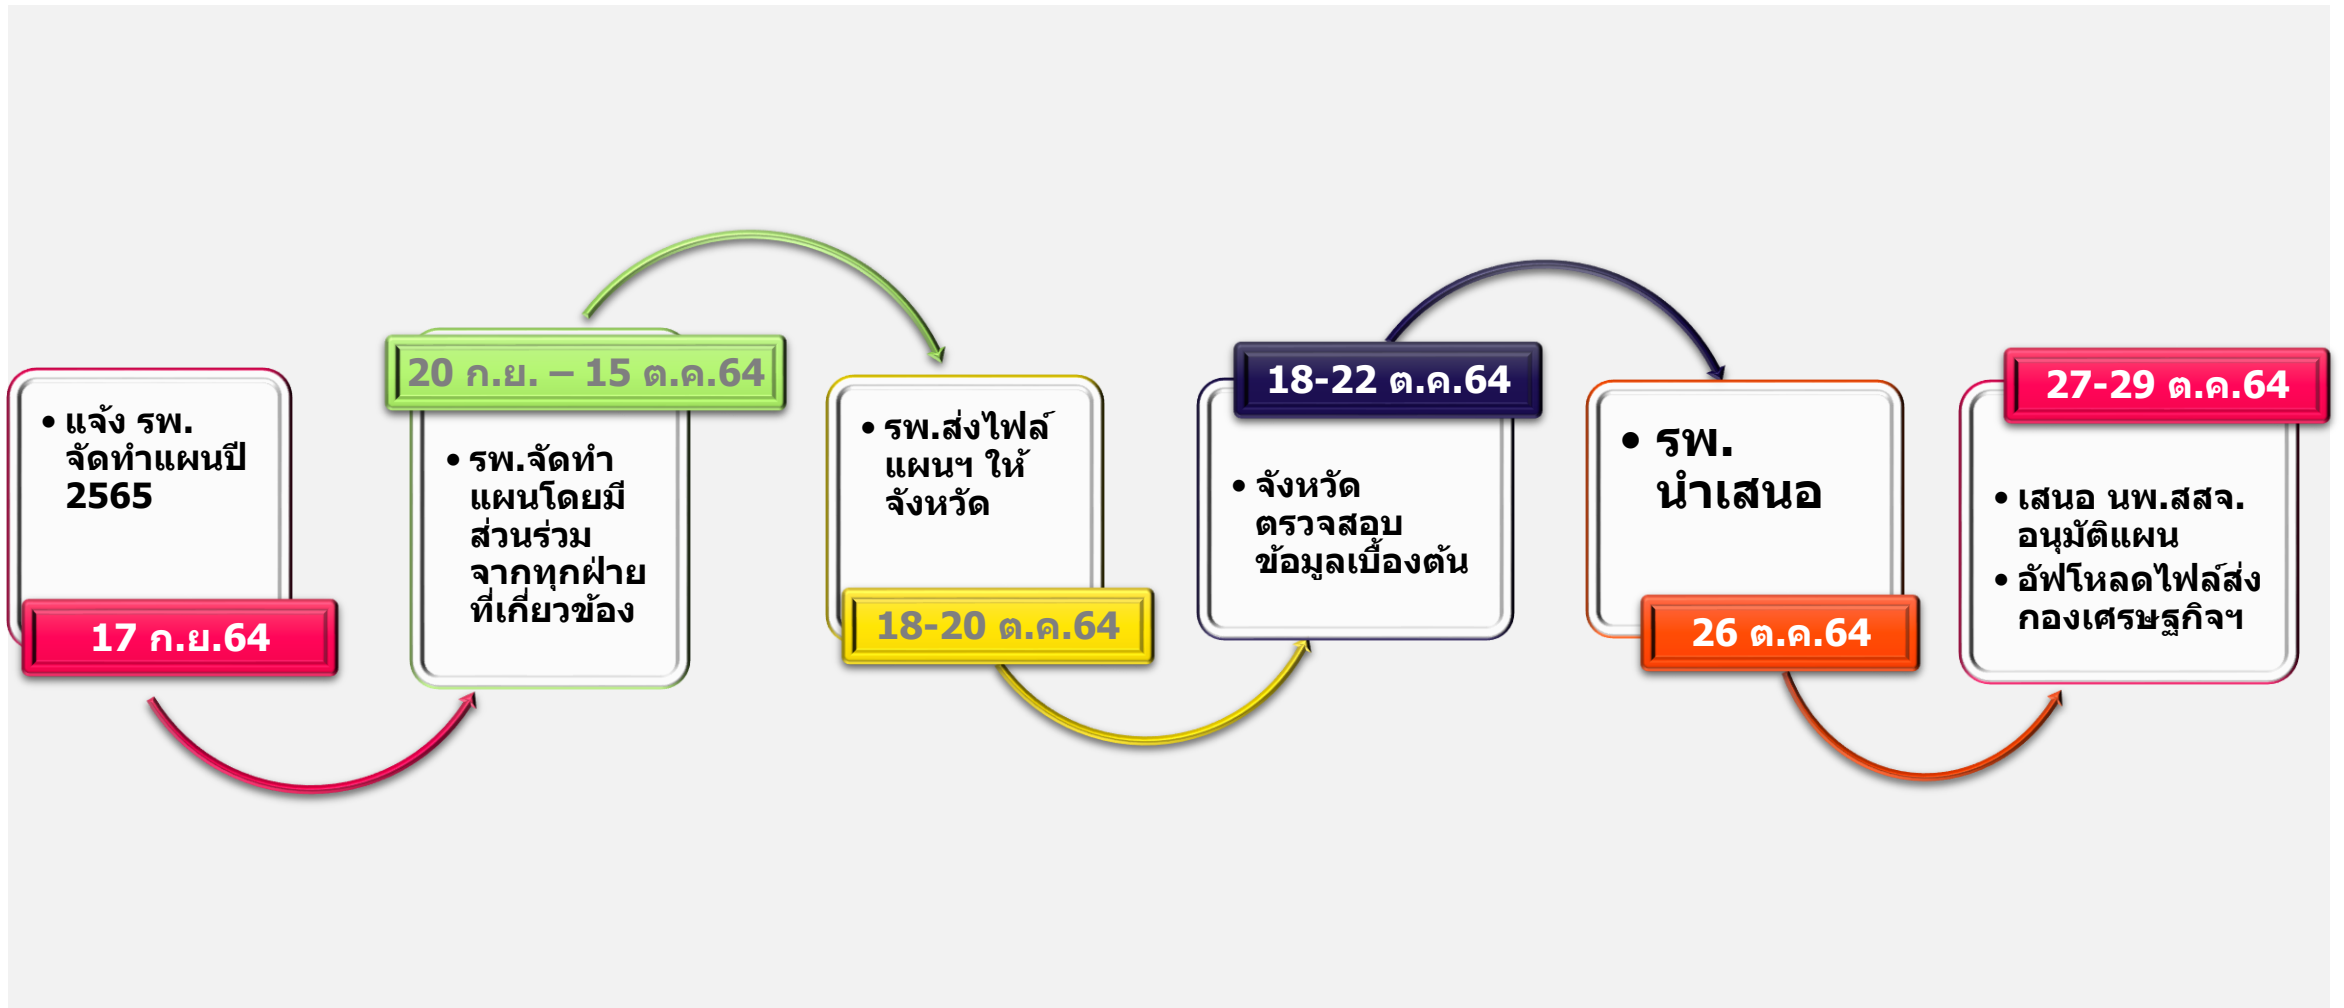 • แจ้ง รพ.
จัดทำแผนปี
2565
17 ก.ย.64
20 ก.ย. – 15 ต.ค.64
• รพ.จัดทำ
แผนโดยมี
ส่วนร่วม
จากทุกฝ่าย
ที่เกี่ยวข้อง
• รพ.ส่งไฟล์
แผนฯ ให้
จังหวัด
18-20 ต.ค.64
18-22 ต.ค.64
• จังหวัด
ตรวจสอบ
ข้อมูลเบื้องต้น
• รพ.
นำเสนอ
26 ต.ค.64
27-29 ต.ค.64
• เสนอ นพ.สสจ.
อนุมัติแผน
• อัฟโหลดไฟล์ส่ง
กองเศรษฐกิจฯ